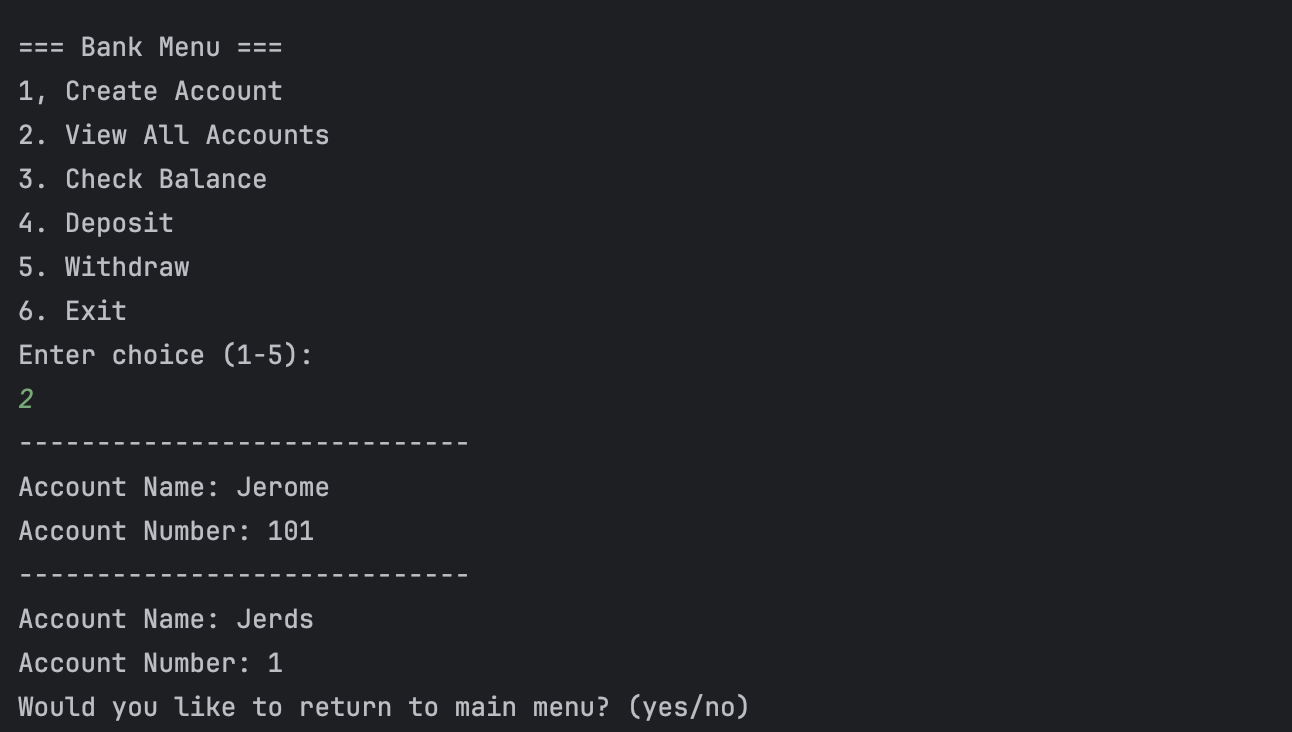 === Bank Menu ===
1, Create Account
2. View All Accounts
3. Check Balance
4. Deposit
5. Withdraw
6. Exit
Enter choice (1-5):
2
-----------------------------
Account Name: Jerome
Account Number: 101
-----------------------------
Account Name: Jerds
Account Number: 1
Would you like to return to main menu? (yes/no)